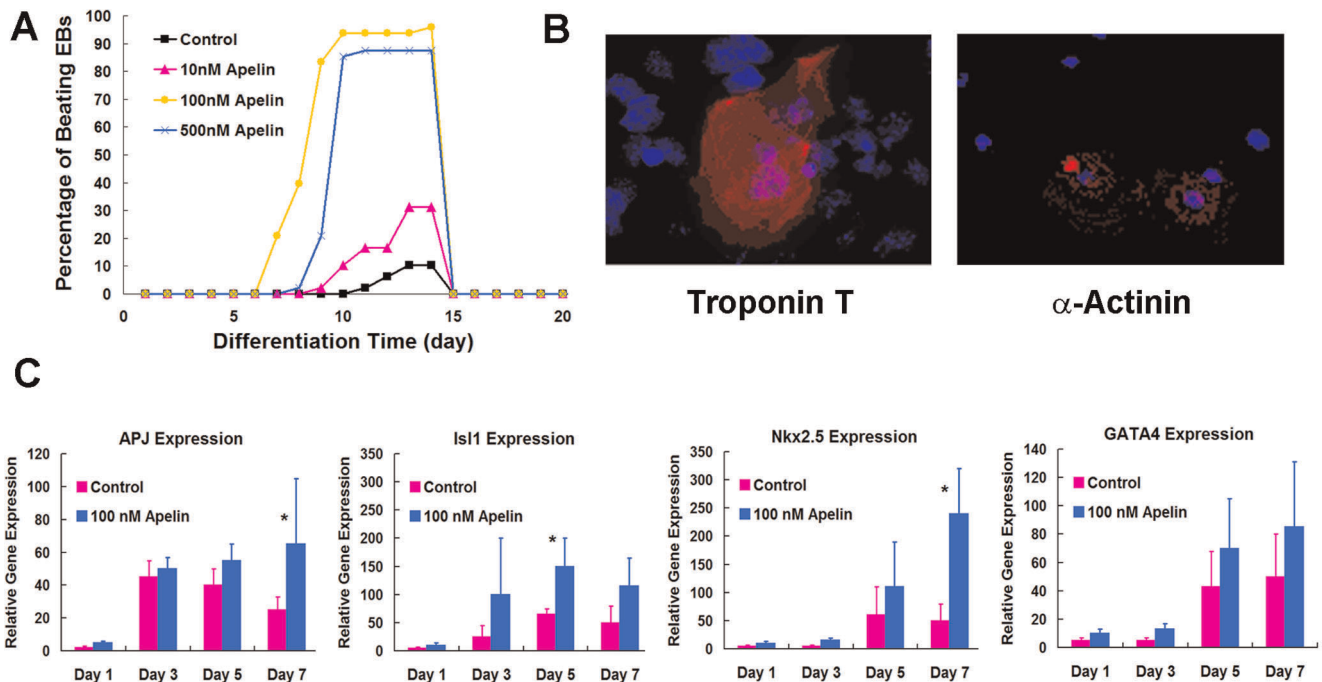 A
Percentage of Beating EBs
100
90
80
70
60
50
40
30
20
10
0
Control
10nM Apelin
100nM Apelin
500nM Apelin
0 5 10 15 20
Differentiation Time (day)
B
Troponin T
α-Actinin
C
APJ Expression
Relative Gene Expression
120
100
80
60
40
20
0
Control
100 nM Apelin
*
Day 1 Day 3 Day 5 Day 7
Isl1 Expression
Relative Gene Expression
350
300
250
200
150
100
50
0
Control
100 nM Apelin
*
Day 1 Day 3 Day 5 Day 7
Nkx2.5 Expression
Relative Gene Expression
350
300
250
200
150
100
50
0
Control
100 nM Apelin
*
Day 1 Day 3 Day 5 Day 7
GATA4 Expression
Relative Gene Expression
140
120
100
80
60
40
20
0
Control
100 nM Apelin
Day 1 Day 3 Day 5 Day 7